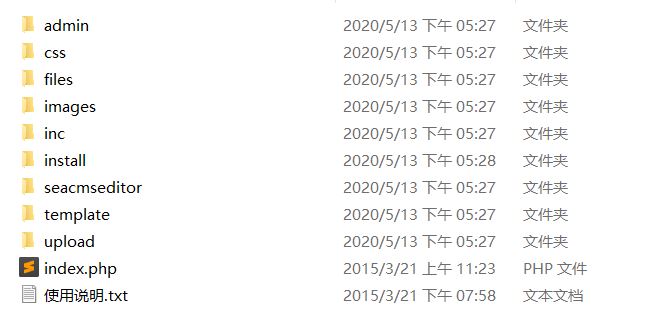 admin 2020/5/13 下午 05:27 文件夹
css 2020/5/13 下午 05:27 文件夹
files 2020/5/13 下午 05:27 文件夹
images 2020/5/13 下午 05:27 文件夹
inc 2020/5/13 下午 05:27 文件夹
install 2020/5/13 下午 05:28 文件夹
seacmseditor 2020/5/13 下午 05:27 文件夹
template 2020/5/13 下午 05:27 文件夹
upload 2020/5/13 下午 05:27 文件夹
index.php 2015/3/21 上午 11:23 PHP 文件
使用说明.txt 2015/3/21 下午 07:58 文本文档